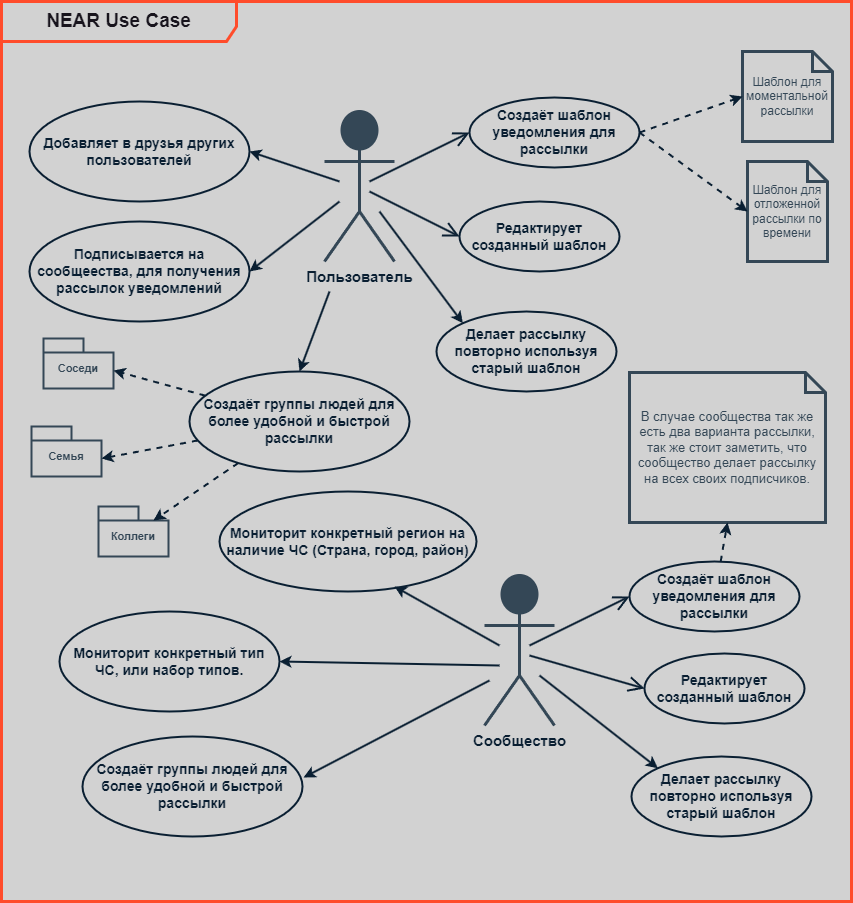 NEAR Use Case
Добавляет в друзья других
пользователей
Создаёт шаблон
уведомления для
рассылки
Шаблон для
моментальной
рассылки
Шаблон для
отложенной
рассылки по
времени
Подписывается на
сообщеества, для получения
рассылок уведомлений
Пользователь
Редактирует
созданный шаблон
Делает рассылку
повторно используя
старый шаблон
Соседи
Семья
Коллеги
Создаёт группы людей для
более удобной и быстрой
рассылки
В случае сообщества так же
есть два варианта рассылки,
так же стоит заметить, что
сообщество делает рассылку
на всех своих подписчиков.
Мониторит конкретный регион на
наличие ЧС (Страна, город, район)
Мониторит конкретный тип
ЧС, или набор типов.
Создаёт группы людей для
более удобной и быстрой
рассылки
Сообщество
Создаёт шаблон
уведомления для
рассылки
Редактирует
созданный шаблон
Делает рассылку
повторно используя
старый шаблон